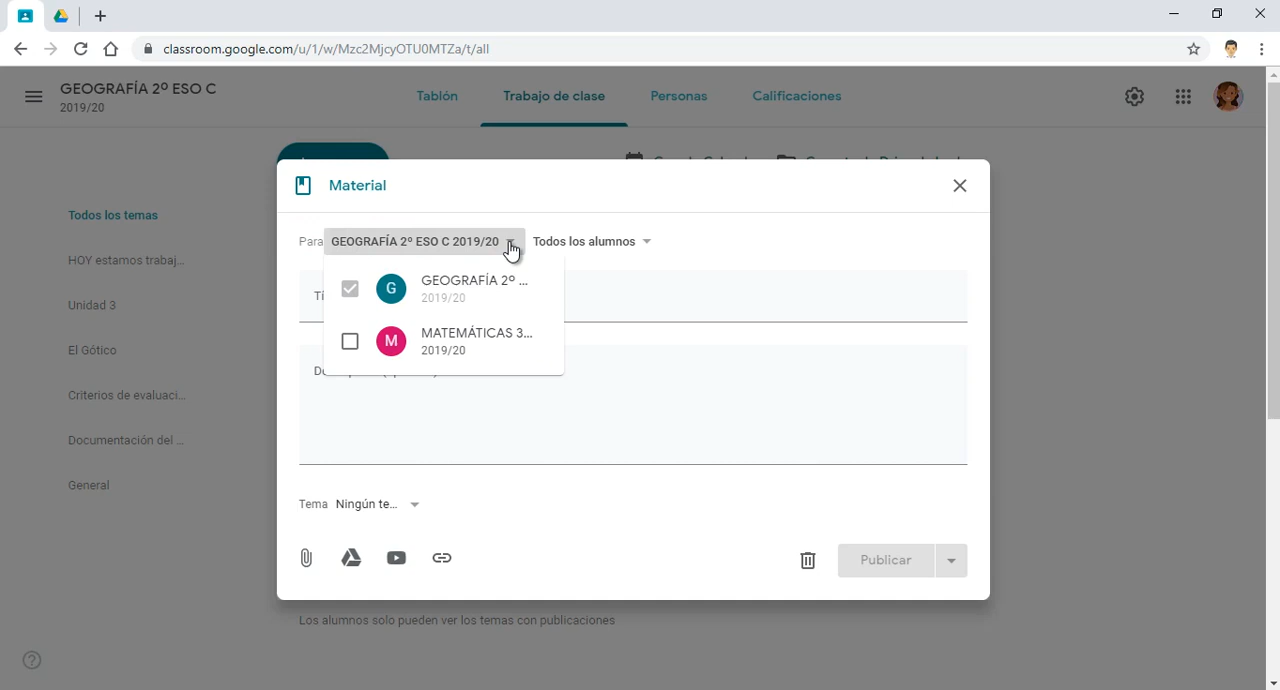 classroom.google.com/u/1/w/Mzc2MjcyOTU0MTZa/t/all
GEOGRAFÍA 2º ESO C
2019/20
Tablón
Trabajo de clase
Personas
Calificaciones
Material
Todos los temas
HOY estamos trabaj...
Unidad 3
El Gótico
Criterios de evaluaci...
Documentación del ...
General
Para
GEOGRAFÍA 2º ESO C 2019/20
Todos los alumnos
G
GEOGRAFÍA 2º ...
2019/20
M
MATEMÁTICAS 3...
2019/20
Tema
Ningún te...
Publicar
Los alumnos solo pueden ver los temas con publicaciones